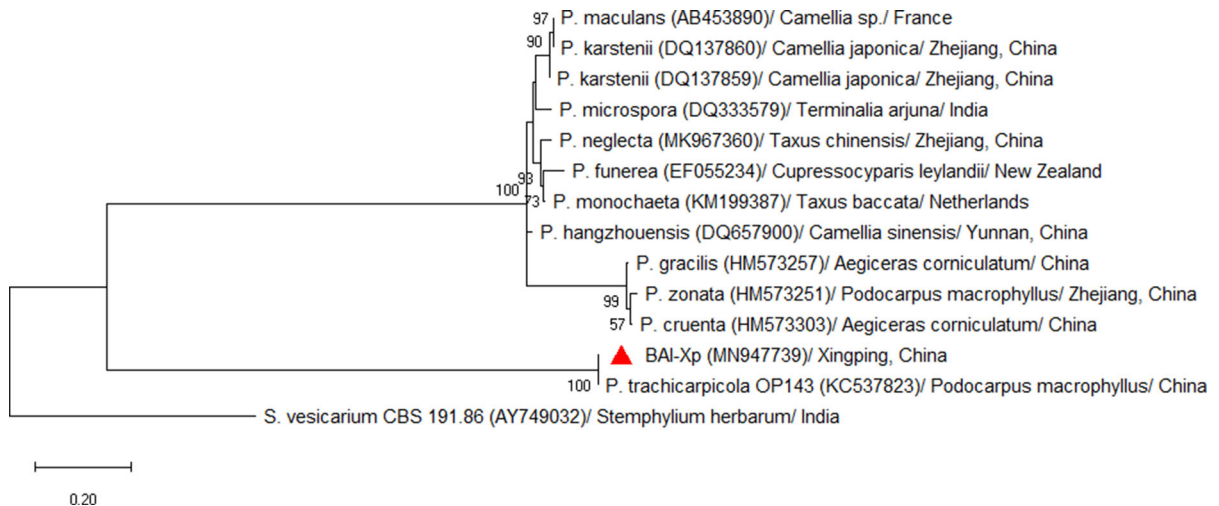 97 P. maculans (AB453890)/ Camellia sp./ France
90 P. karstenii (DQ137860)/ Camellia japonica/ Zhejiang, China
P. karstenii (DQ137859)/ Camellia japonica/ Zhejiang, China
P. microspora (DQ333579)/ Terminalia arjuna/ India
P. neglecta (MK967360)/ Taxus chinensis/ Zhejiang, China
93 P. funerea (EF055234)/ Cupressocyparis leylandii/ New Zealand
100 73 P. monochaeta (KM199387)/ Taxus baccata/ Netherlands
P. hangzhouensis (DQ657900)/ Camellia sinensis/ Yunnan, China
P. gracilis (HM573257)/ Aegiceras corniculatum/ China
99 P. zonata (HM573251)/ Podocarpus macrophyllus/ Zhejiang, China
57 P. cruenta (HM573303)/ Aegiceras corniculatum/ China
BAI-Xp (MN947739)/ Xingping, China
100 P. trachicarpicola OP143 (KC537823)/ Podocarpus macrophyllus/ China
S. vesicarium CBS 191.86 (AY749032)/ Stemphylium herbarum/ India
0.20